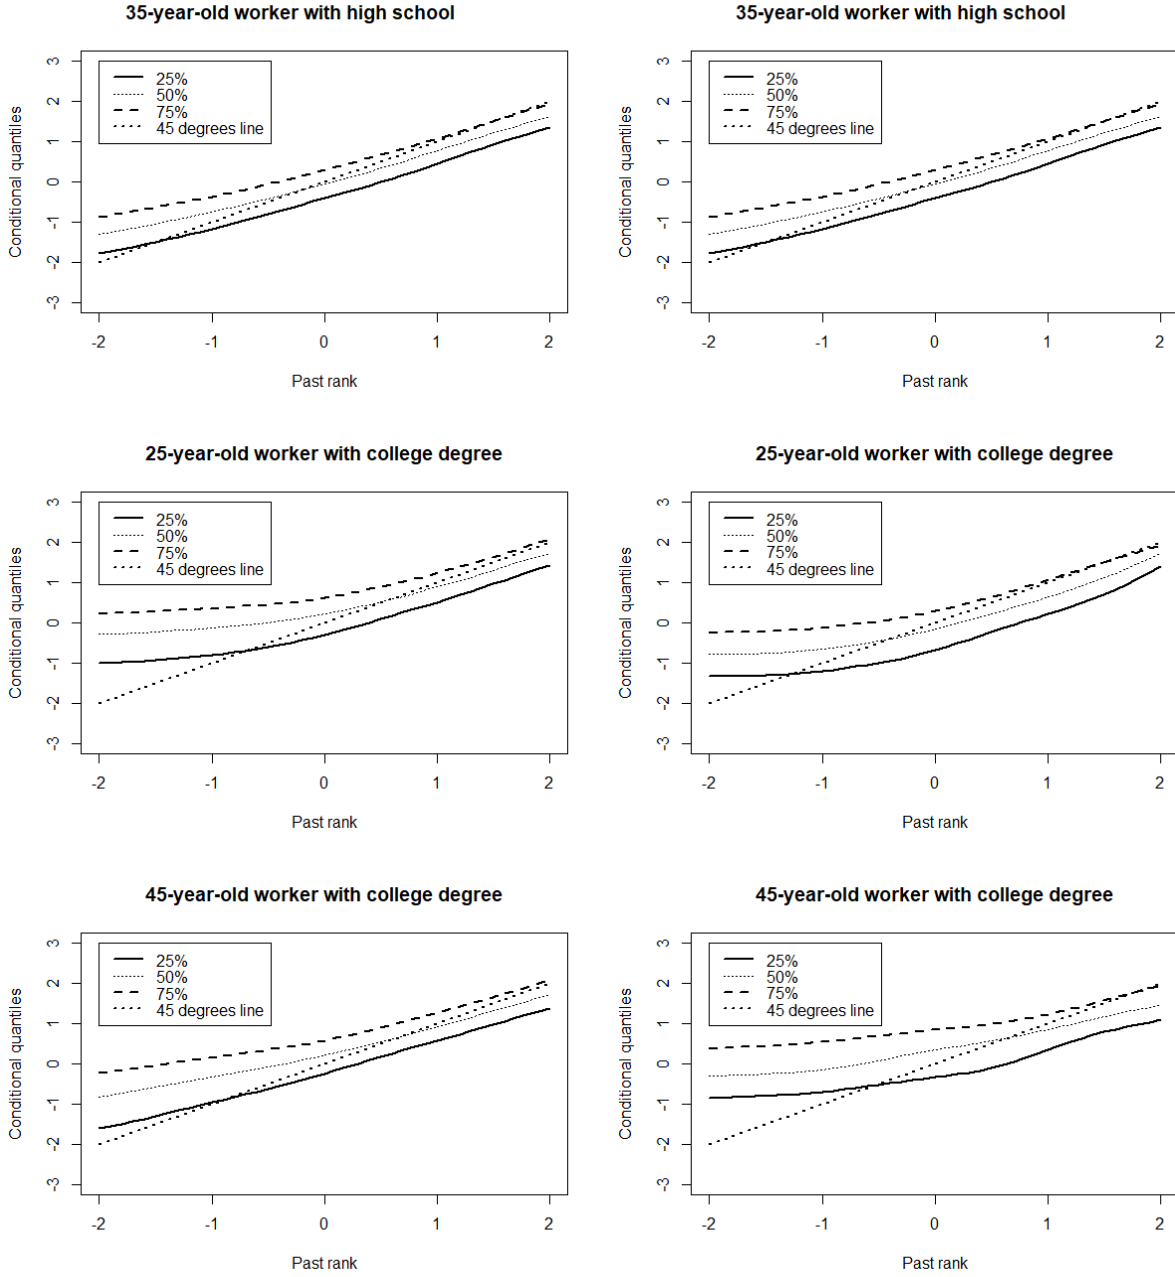 35-year-old worker with high school
Conditional quantiles
3
2
1
0
-1
-2
-3
25%
50%
75%
45 degrees line
-2 -1 0 1 2
Past rank
35-year-old worker with high school
Conditional quantiles
3
2
1
0
-1
-2
-3
25%
50%
75%
45 degrees line
-2 -1 0 1 2
Past rank
25-year-old worker with college degree
Conditional quantiles
3
2
1
0
-1
-2
-3
25%
50%
75%
45 degrees line
-2 -1 0 1 2
Past rank
25-year-old worker with college degree
Conditional quantiles
3
2
1
0
-1
-2
-3
25%
50%
75%
45 degrees line
-2 -1 0 1 2
Past rank
45-year-old worker with college degree
Conditional quantiles
3
2
1
0
-1
-2
-3
25%
50%
75%
45 degrees line
-2 -1 0 1 2
Past rank
45-year-old worker with college degree
Conditional quantiles
3
2
1
0
-1
-2
-3
25%
50%
75%
45 degrees line
-2 -1 0 1 2
Past rank